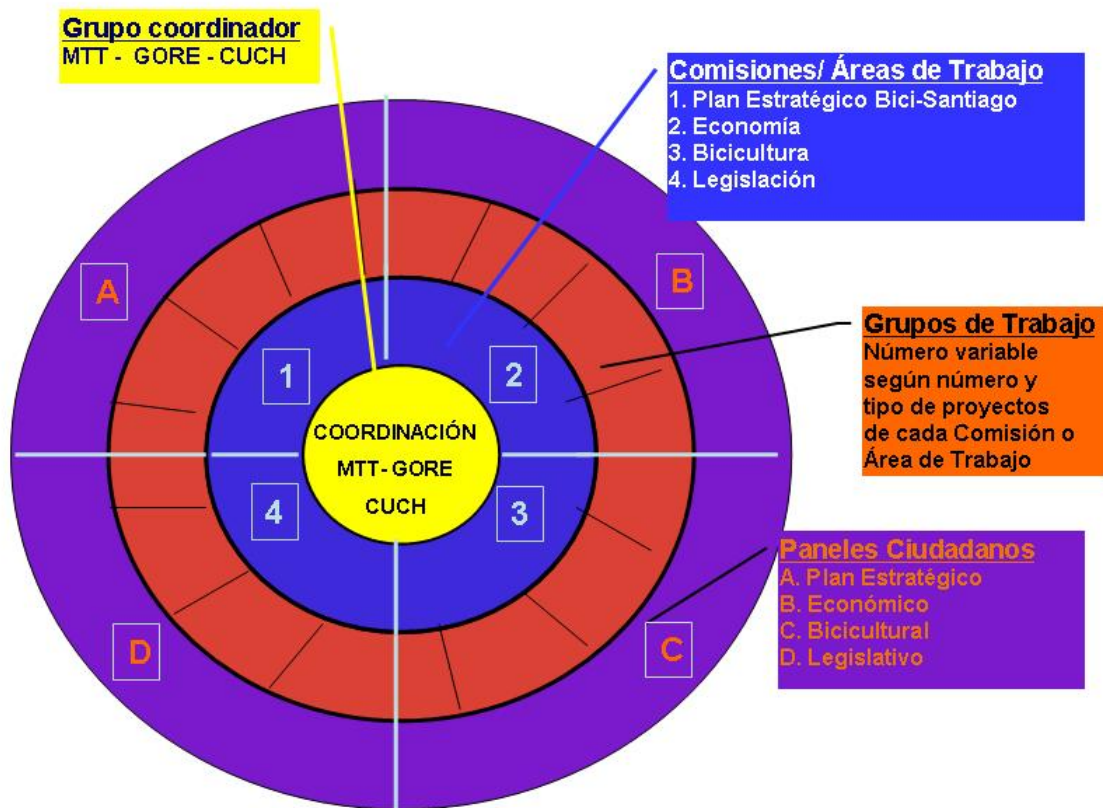 Grupo coordinador
MTT - GORE - CUCH
Comisiones/ Áreas de Trabajo
1. Plan Estratégico Bici-Santiago
2. Economía
3. Bicicultura
4. Legislación
A
B
Grupos de Trabajo
Número variable
según número y
tipo de proyectos
de cada Comisión o
Área de Trabajo
1
2
COORDINACIÓN
MTT- GORE
CUCH
4
3
Paneles Ciudadanos
A. Plan Estratégico
B. Económico
C. Bicicultural
D. Legislativo
D
C